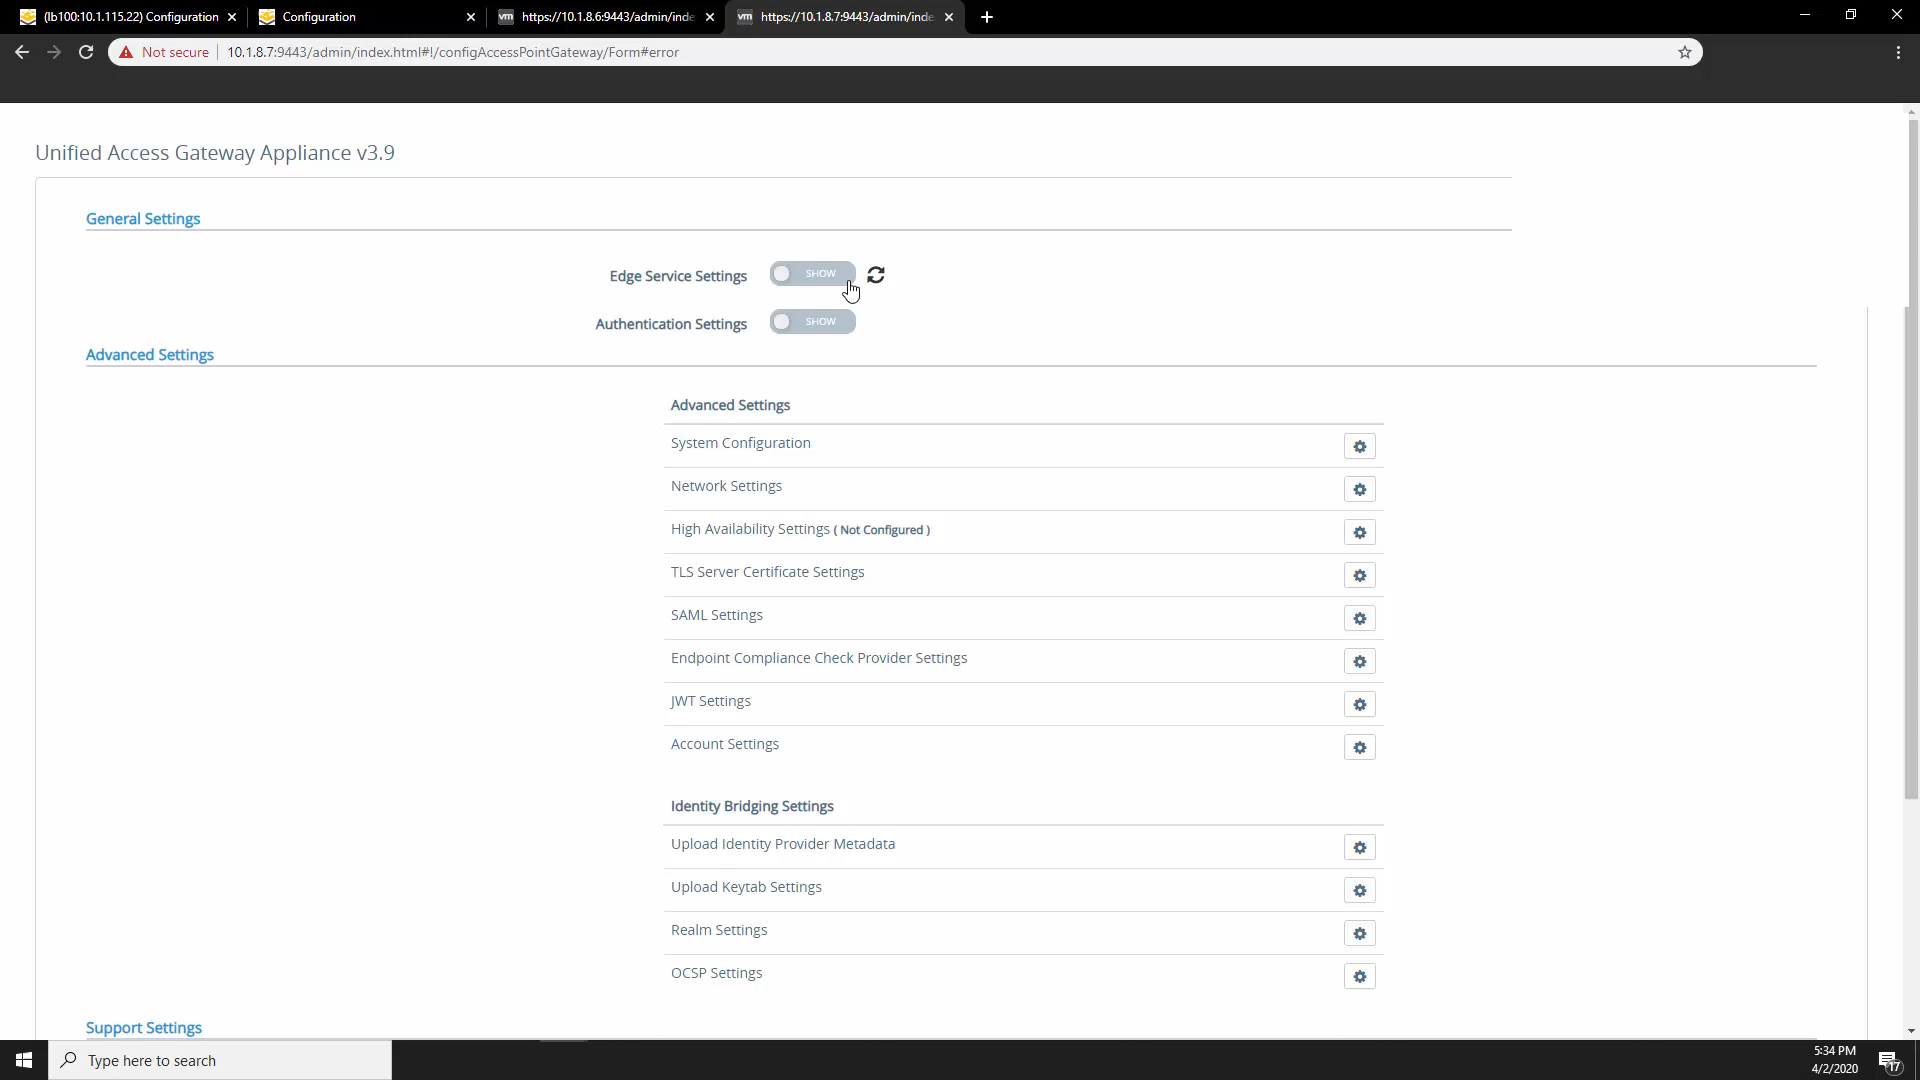 (lb100:10.1.115.22) Configuration
Configuration
vm https://10.1.8.6:9443/admin/inde
vm https://10.1.8.7:9443/admin/inde
Not secure 10.1.8.7:9443/admin/index.html#!/configAccessPointGateway/Form#error
Unified Access Gateway Appliance v3.9
General Settings
Edge Service Settings SHOW
Authentication Settings SHOW
Advanced Settings
Advanced Settings
System Configuration
Network Settings
High Availability Settings ( Not Configured )
TLS Server Certificate Settings
SAML Settings
Endpoint Compliance Check Provider Settings
JWT Settings
Account Settings
Identity Bridging Settings
Upload Identity Provider Metadata
Upload Keytab Settings
Realm Settings
OCSP Settings
Support Settings
Type here to search
5:34 PM
4/2/2020
17